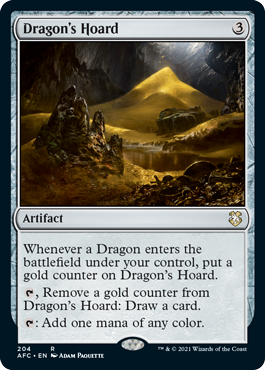 Dragon's Hoard 3
Artifact
Whenever a Dragon enters the
battlefield under your control, put
a gold counter on Dragon's Hoard.
, Remove a gold counter from
Dragon's Hoard: Draw a card.
: Add one mana of any color.
204 R
AFC • EN Adam Paquette
™ & © 2021 Wizards of the Coast